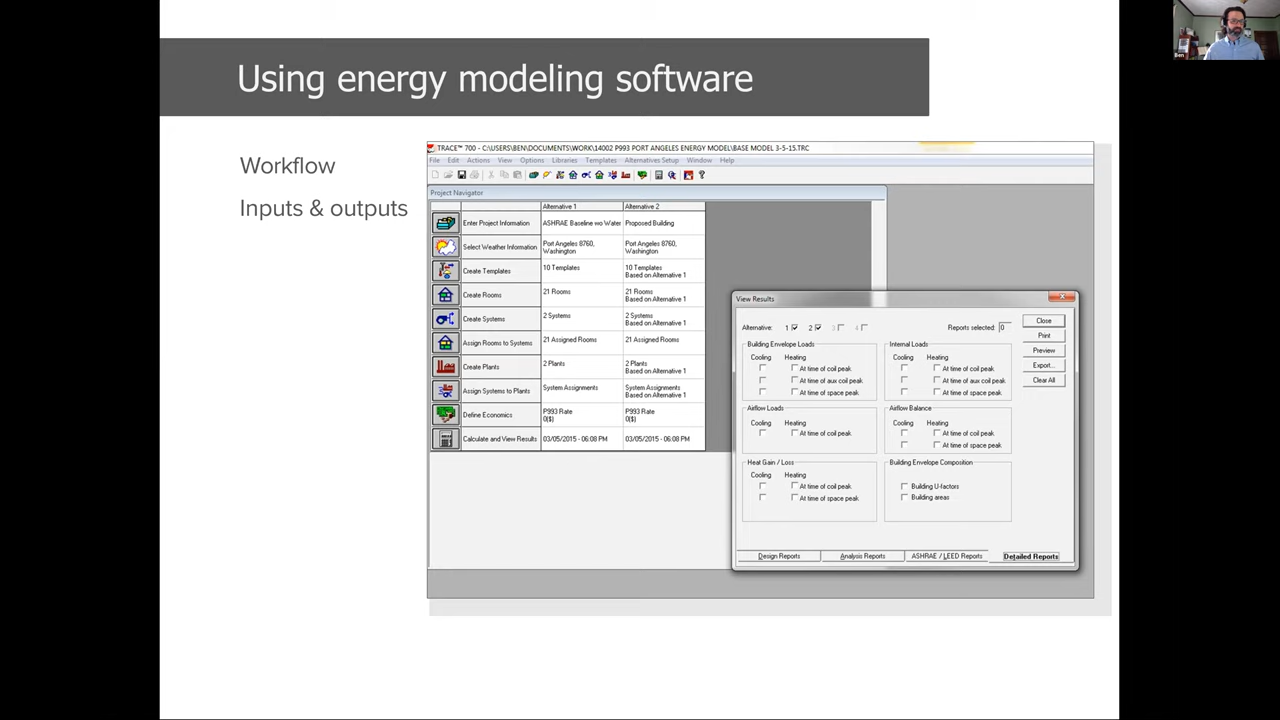 Ben
Using energy modeling software
Workflow
Inputs & outputs
TRACE™ 700 - C:\USERS\BEN\DOCUMENTS\WORK\14002 P993 PORT ANGELES ENERGY MODEL\BASE MODEL 3-5-15.TRC
File Edit Actions View Options Libraries Templates Alternatives Setup Window Help
Project Navigator
Alternative 1 Alternative 2
Enter Project Information ASHRAE Baseline wo Water Proposed Building
Select Weather Information Port Angeles 8760, Washington Port Angeles 8760, Washington
Create Templates 10 Templates 10 Templates Based on Alternative 1
Create Rooms 21 Rooms 21 Rooms Based on Alternative 1
Create Systems 2 Systems 2 Systems Based on Alternative 1
Assign Rooms to Systems 21 Assigned Rooms 21 Assigned Rooms
Create Plants 2 Plants 2 Plants Based on Alternative 1
Assign Systems to Plants System Assignments System Assignments Based on Alternative 1
Define Economics P993 Rate 0($) P993 Rate 0($)
Calculate and View Results 03/05/2015 - 06:08 PM 03/05/2015 - 06:08 PM
View Results
Alternative: 1 2 3 4 Reports selected: 0
Close
Print
Preview
Export...
Clear All
Building Envelope Loads
Cooling Heating
At time of coil peak
At time of aux coil peak
At time of space peak
Internal Loads
Cooling Heating
At time of coil peak
At time of aux coil peak
At time of space peak
Airflow Loads
Cooling Heating
At time of coil peak
Airflow Balance
Cooling Heating
At time of coil peak
At time of space peak
Heat Gain / Loss
Cooling Heating
At time of coil peak
At time of space peak
Building Envelope Composition
Building U-factors
Building areas
Design Reports Analysis Reports ASHRAE / LEED Reports Detailed Reports